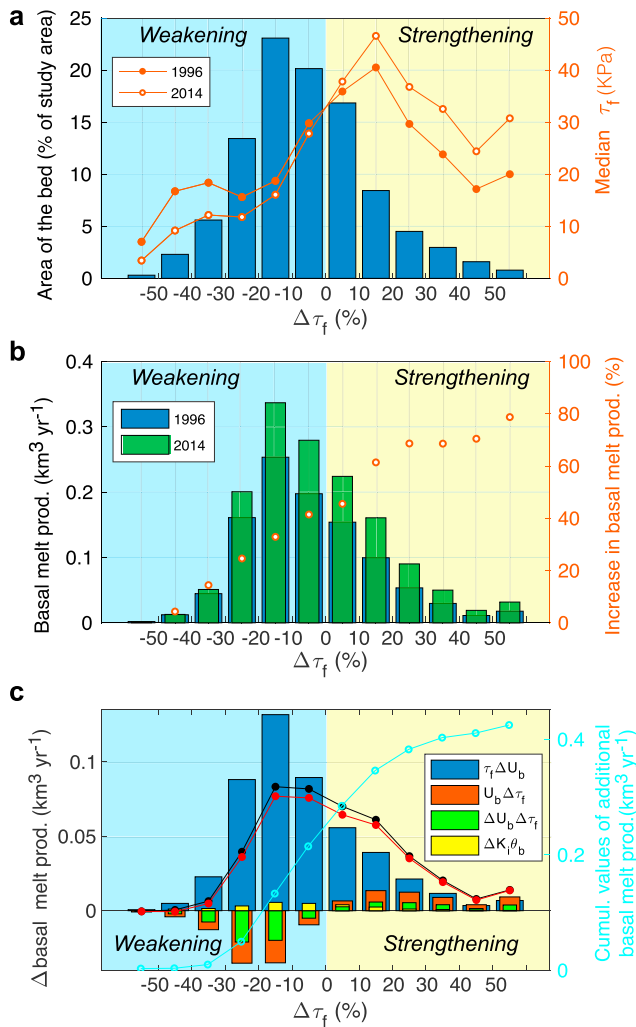 a
Weakening
Strengthening
1996
2014
Area of the bed (% of study area)
25
20
15
10
5
0
50
40
30
20
10
0
Median τf (KPa)
-50 -40 -30 -20 -10 0 10 20 30 40 50
Δτf (%)
b
Weakening
Strengthening
1996
2014
Basal melt prod. (km³ yr-1)
0.4
0.3
0.2
0.1
0
100
80
60
40
20
0
Increase in basal melt prod. (%)
-50 -40 -30 -20 -10 0 10 20 30 40 50
Δτf (%)
c
τfΔUb
UbΔτf
ΔUbΔτf
ΔKiθb
Δ basal melt prod. (km³ yr-1)
0.1
0.05
0
0.4
0.2
0
Cumul. values of additional
basal melt prod.(km³ yr-1)
Weakening
Strengthening
-50 -40 -30 -20 -10 0 10 20 30 40 50
Δτf (%)